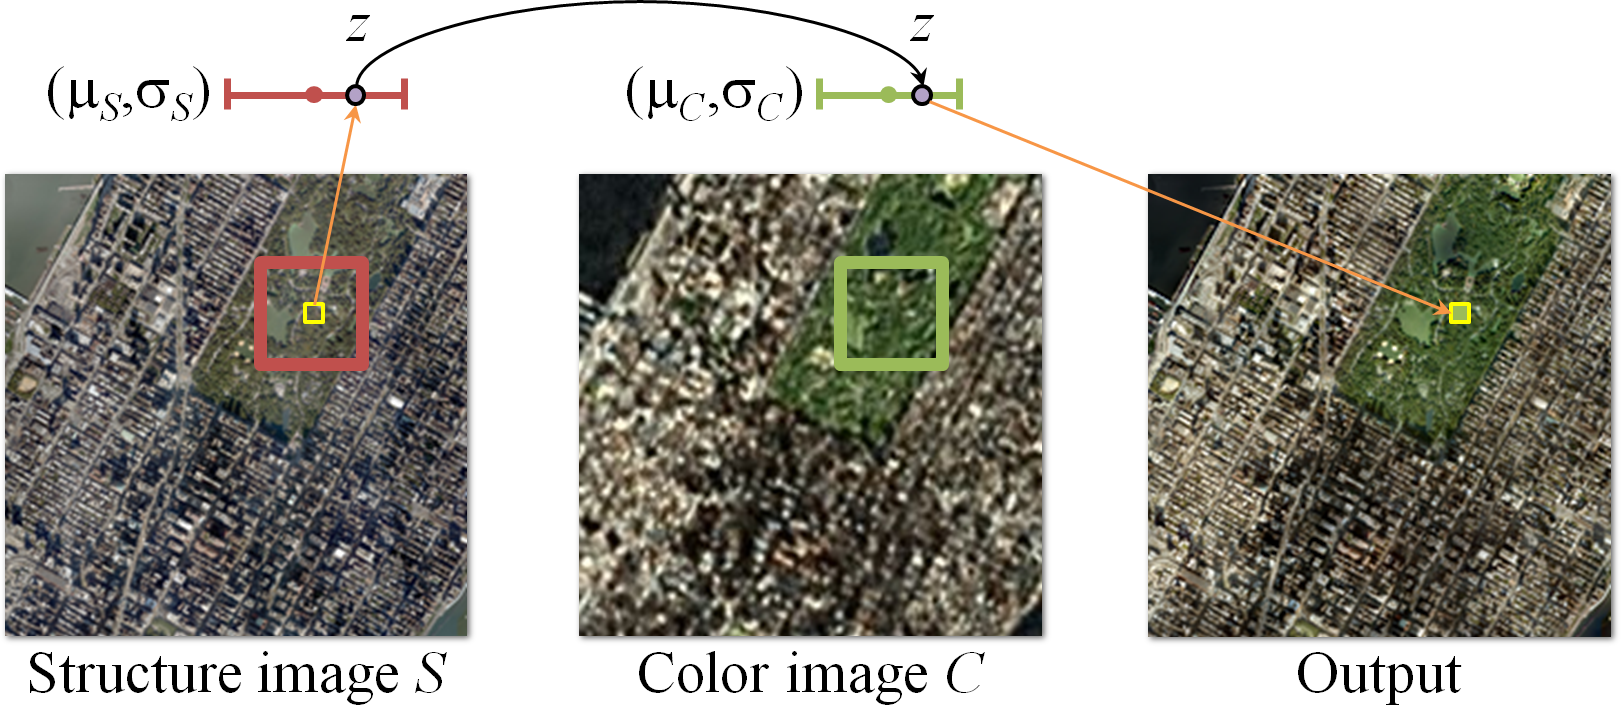 z z
(μS,σS) (μC,σC)
Structure image S Color image C Output